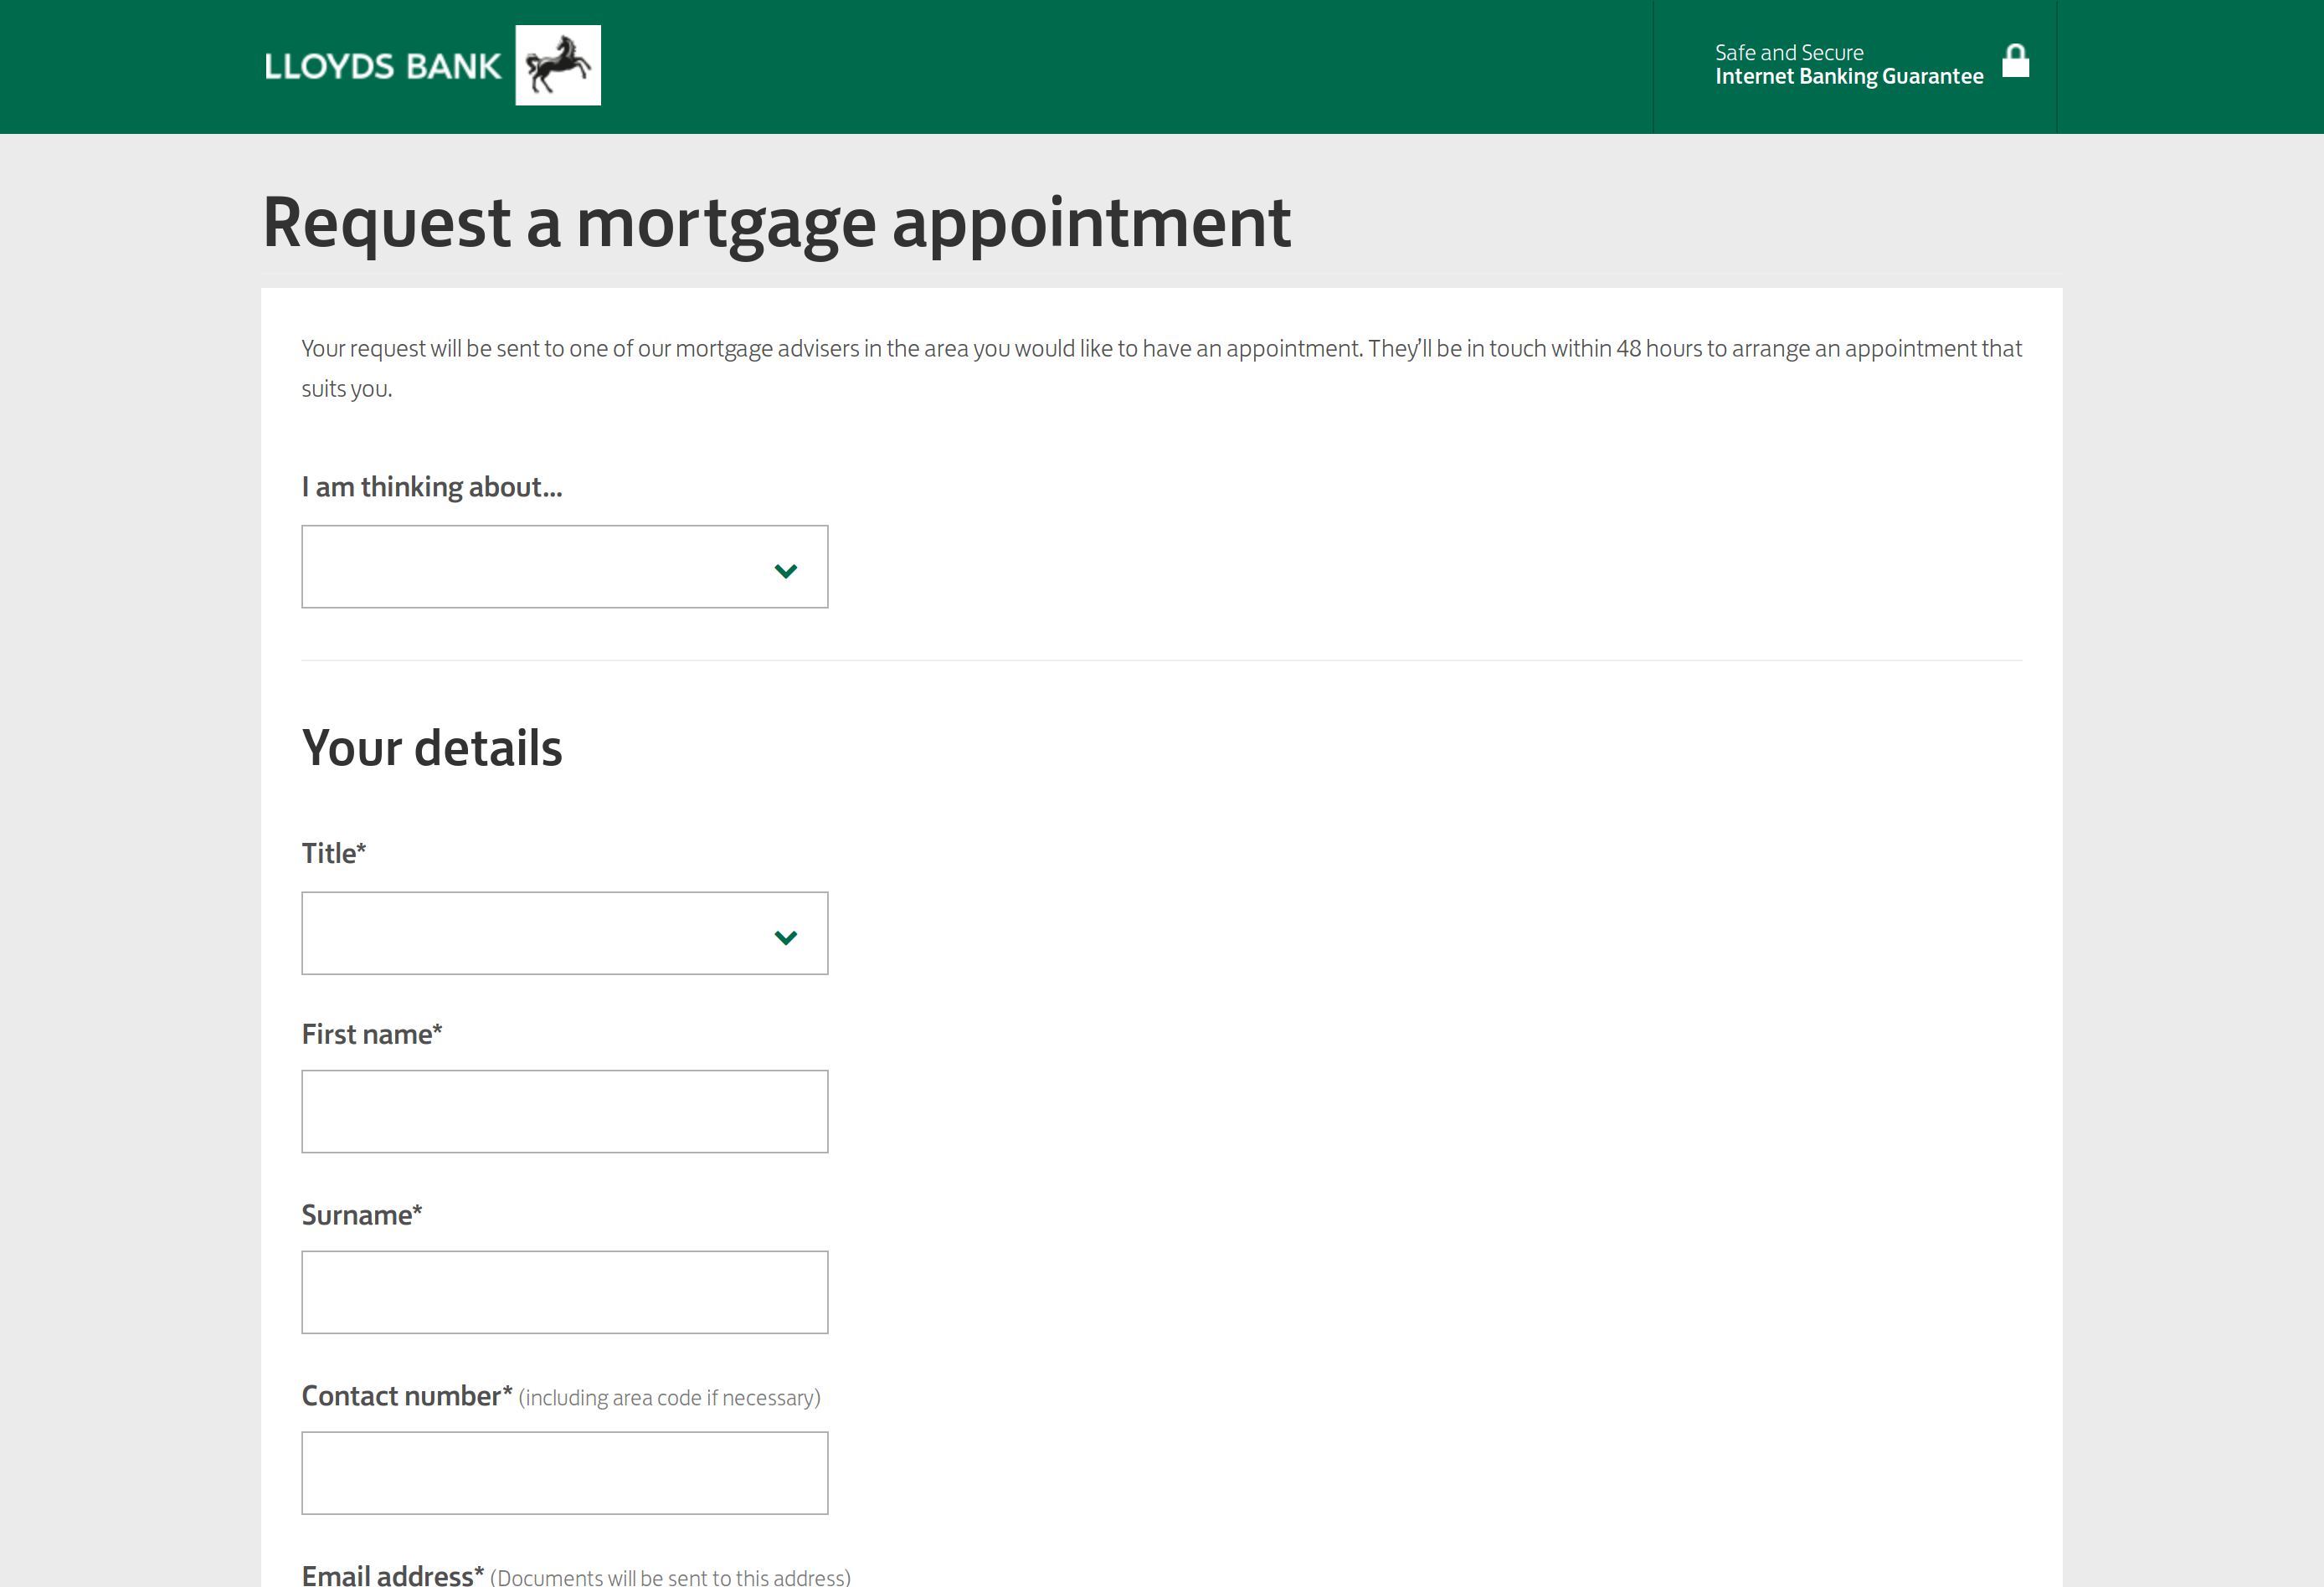 LLOYDS BANK
Safe and Secure
Internet Banking Guarantee
Request a mortgage appointment
Your request will be sent to one of our mortgage advisers in the area you would like to have an appointment. They'll be in touch within 48 hours to arrange an appointment that
suits you.
I am thinking about...
Your details
Title*
First name*
Surname*
Contact number* (including area code if necessary)
Email address* (Documents will be sent to this address)